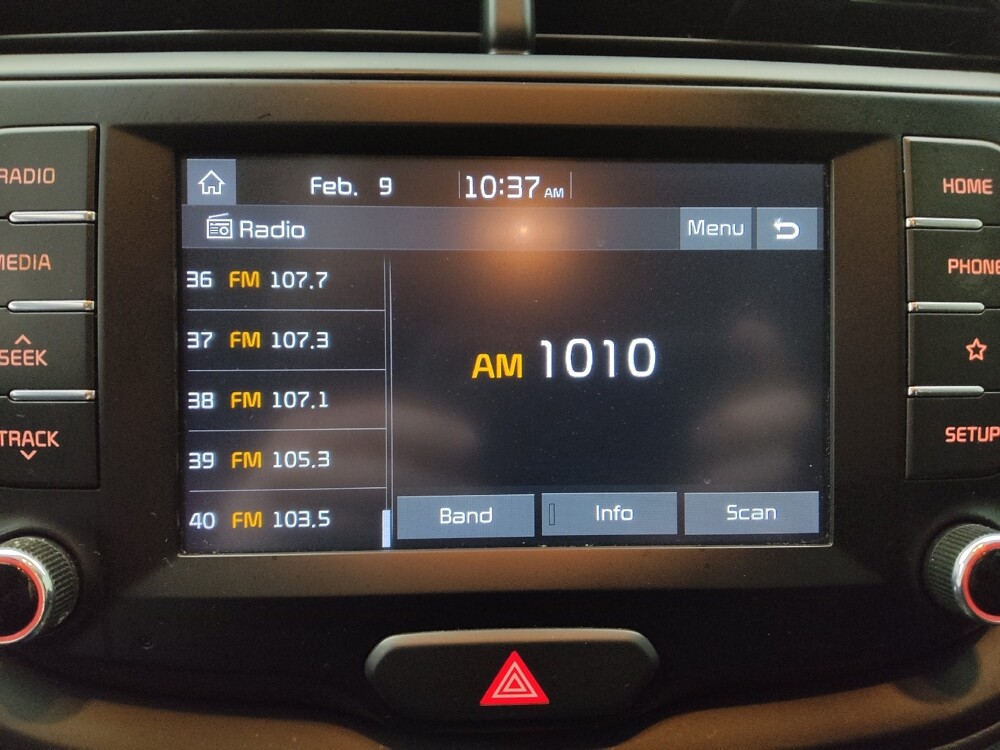 Feb. 9 10:37 AM
Radio Menu
36 FM 107.7
37 FM 107.3
38 FM 107.1
39 FM 105.3
40 FM 103.5
AM 1010
Band Info Scan
RADIO
MEDIA
SEEK
TRACK
HOME
PHONE
SETUP